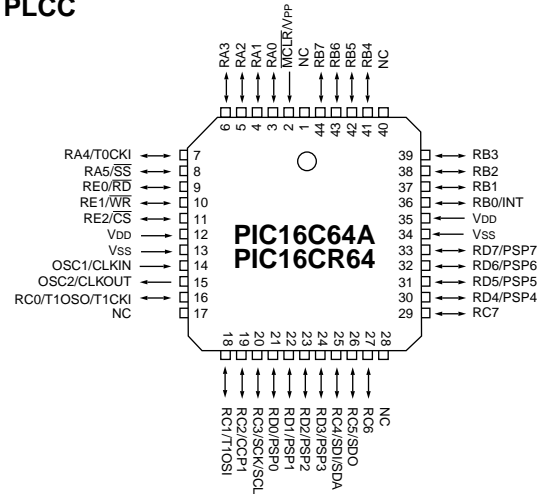 PLCC
RA3
RA2
RA1
RA0
MCLR/VPP
NC
RB7
RB6
RB5
RB4
NC
6 5 4 3 2 1 44 43 42 41 40
RA4/T0CKI 7
RA5/SS 8
RE0/RD 9
RE1/WR 10
RE2/CS 11
VDD 12
VSS 13
OSC1/CLKIN 14
OSC2/CLKOUT 15
RC0/T1OSO/T1CKI 16
NC 17
PIC16C64A
PIC16CR64
39 RB3
38 RB2
37 RB1
36 RB0/INT
35 VDD
34 VSS
33 RD7/PSP7
32 RD6/PSP6
31 RD5/PSP5
30 RD4/PSP4
29 RC7
18 19 20 21 22 23 24 25 26 27 28
RC1/T1OSI
RC2/CCP1
RC3/SCK/SCL
RD0/PSP0
RD1/PSP1
RD2/PSP2
RD3/PSP3
RC4/SDI/SDA
RC5/SDO
RC6
NC